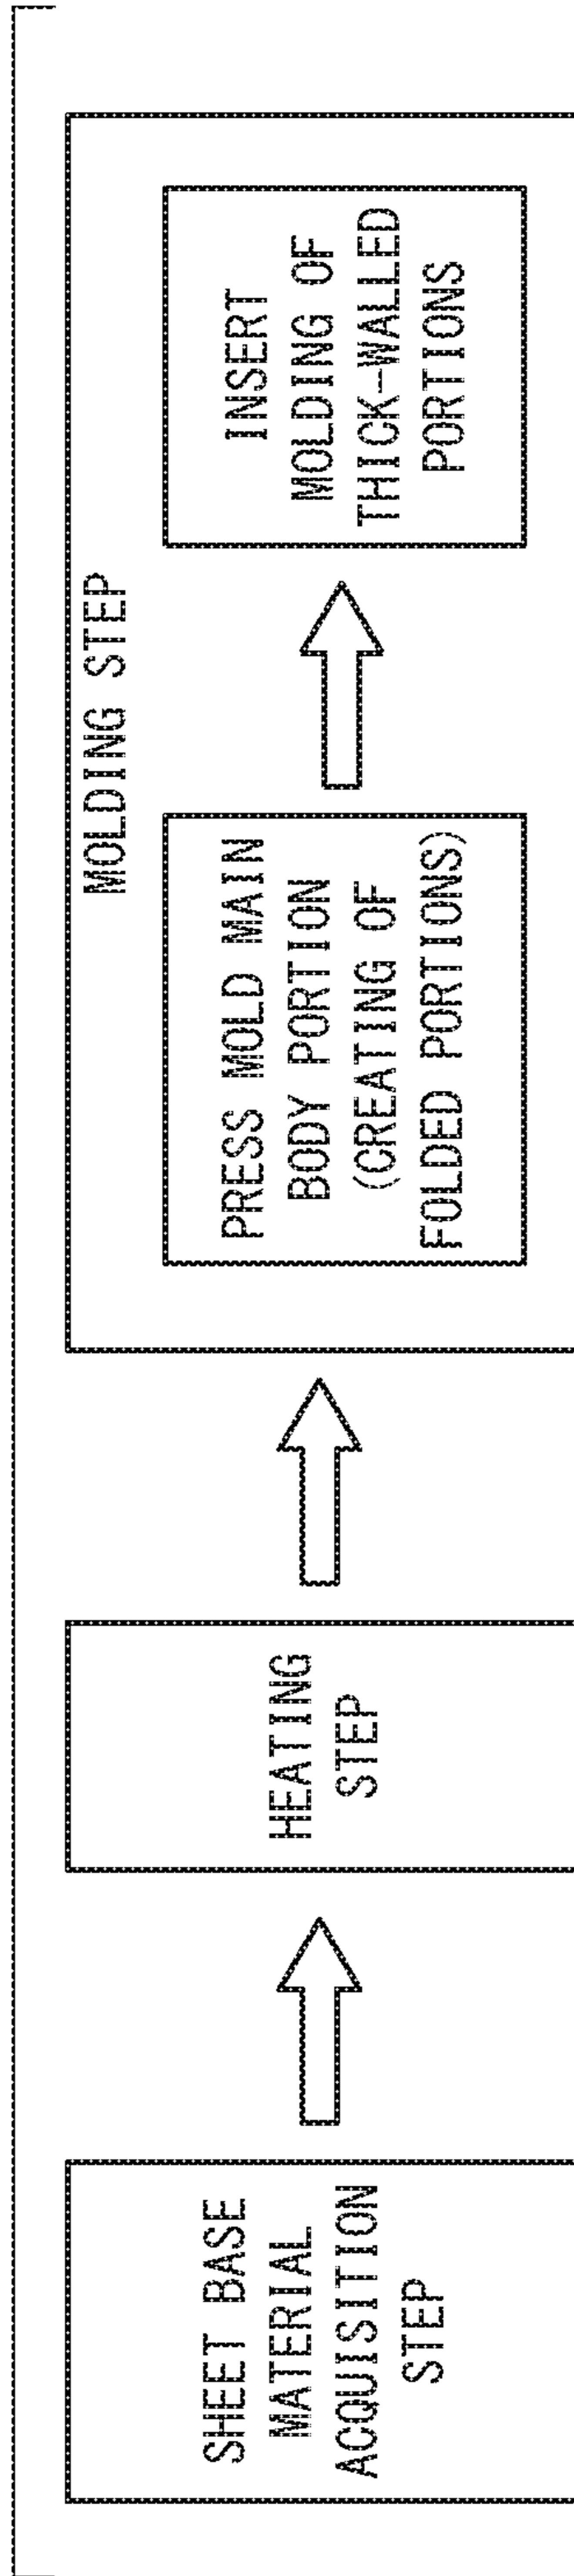 SHEET BASE
MATERIAL
ACQUISITION
STEP
HEATING
STEP
MOLDING STEP
PRESS MOLD MAIN
BODY PORTION
(CREATING OF
FOLDED PORTIONS)
INSERT
MOLDING OF
THICK-WALLED
PORTIONS